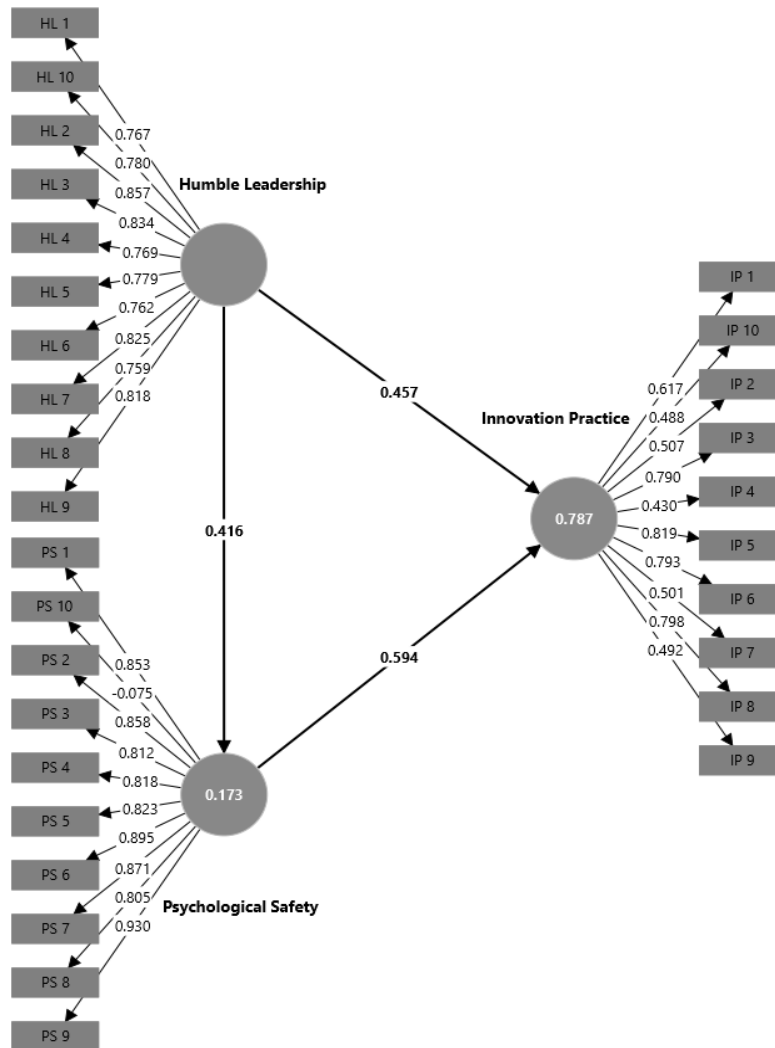 HL 1
HL 10
HL 2
HL 3
HL 4
HL 5
HL 6
HL 7
HL 8
HL 9
0.767
0.780
0.857
0.834
0.769
0.779
0.762
0.825
0.759
0.818
Humble Leadership
0.457
0.416
0.594
Innovation Practice
0.787
IP 1
IP 10
IP 2
IP 3
IP 4
IP 5
IP 6
IP 7
IP 8
IP 9
0.617
0.488
0.507
0.790
0.430
0.819
0.793
0.501
0.798
0.492
PS 1
PS 10
PS 2
PS 3
PS 4
PS 5
PS 6
PS 7
PS 8
PS 9
0.853
-0.075
0.858
0.812
0.818
0.823
0.895
0.871
0.805
0.930
0.173
Psychological Safety